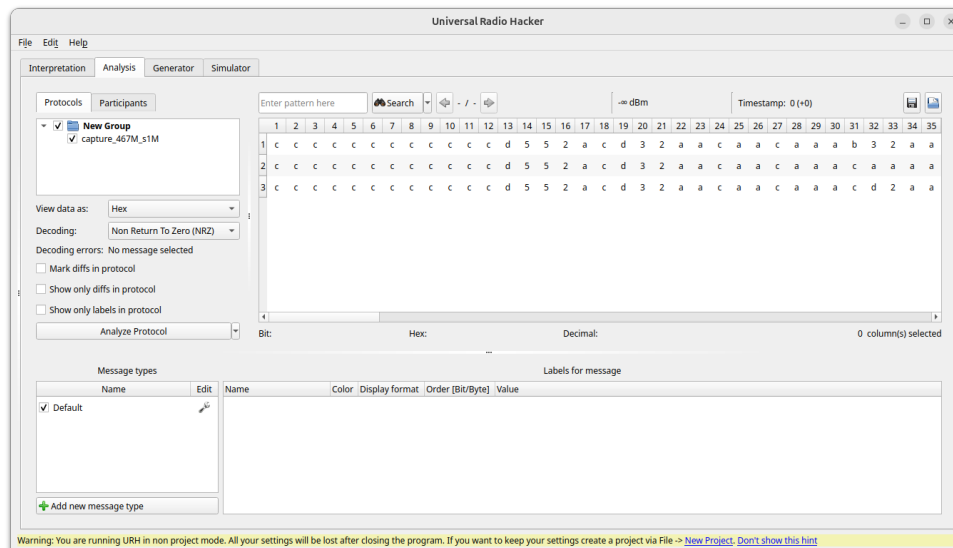 Universal Radio Hacker
File Edit Help
Interpretation Analysis Generator Simulator
Protocols Participants
Enter pattern here Search - / - -∞ dBm Timestamp: 0 (+0)
New Group
capture_467M_s1M
1 2 3 4 5 6 7 8 9 10 11 12 13 14 15 16 17 18 19 20 21 22 23 24 25 26 27 28 29 30 31 32 33 34 35
1 c c c c c c c c c c c c d 5 5 2 a c d 3 2 a a c a a c a a a b 3 2 a a
2 c c c c c c c c c c c c d 5 5 2 a c d 3 2 a a c a a c a a a c 2 a a a
3 c c c c c c c c c c c c d 5 5 2 a c d 3 2 a a c a a c a a a c d 2 a a
View data as: Hex
Decoding: Non Return To Zero (NRZ)
Decoding errors: No message selected
Mark diffs in protocol
Show only diffs in protocol
Show only labels in protocol
Analyze Protocol
Bit: Hex: Decimal: 0 column(s) selected
Message types
Name Edit
Default
Add new message type
Labels for message
Name Color Display format Order [Bit/Byte] Value
Warning: You are running URH in non project mode. All your settings will be lost after closing the program. If you want to keep your settings create a project via File -> New Project. Don't show this hint